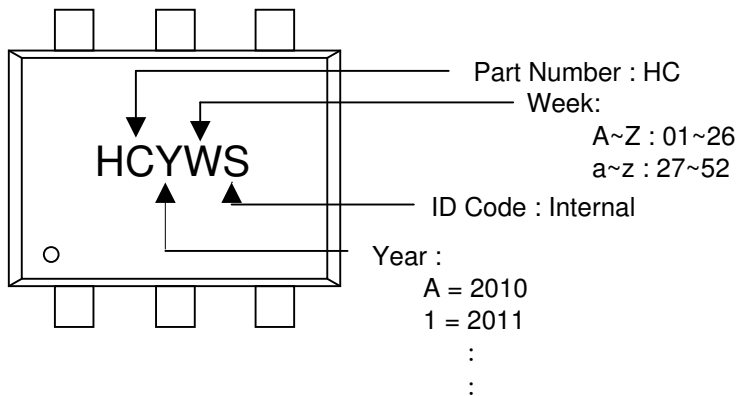 Part Number : HC
Week:
A~Z : 01~26
a~z : 27~52
HCYWS
ID Code : Internal
Year :
A = 2010
1 = 2011
:
: